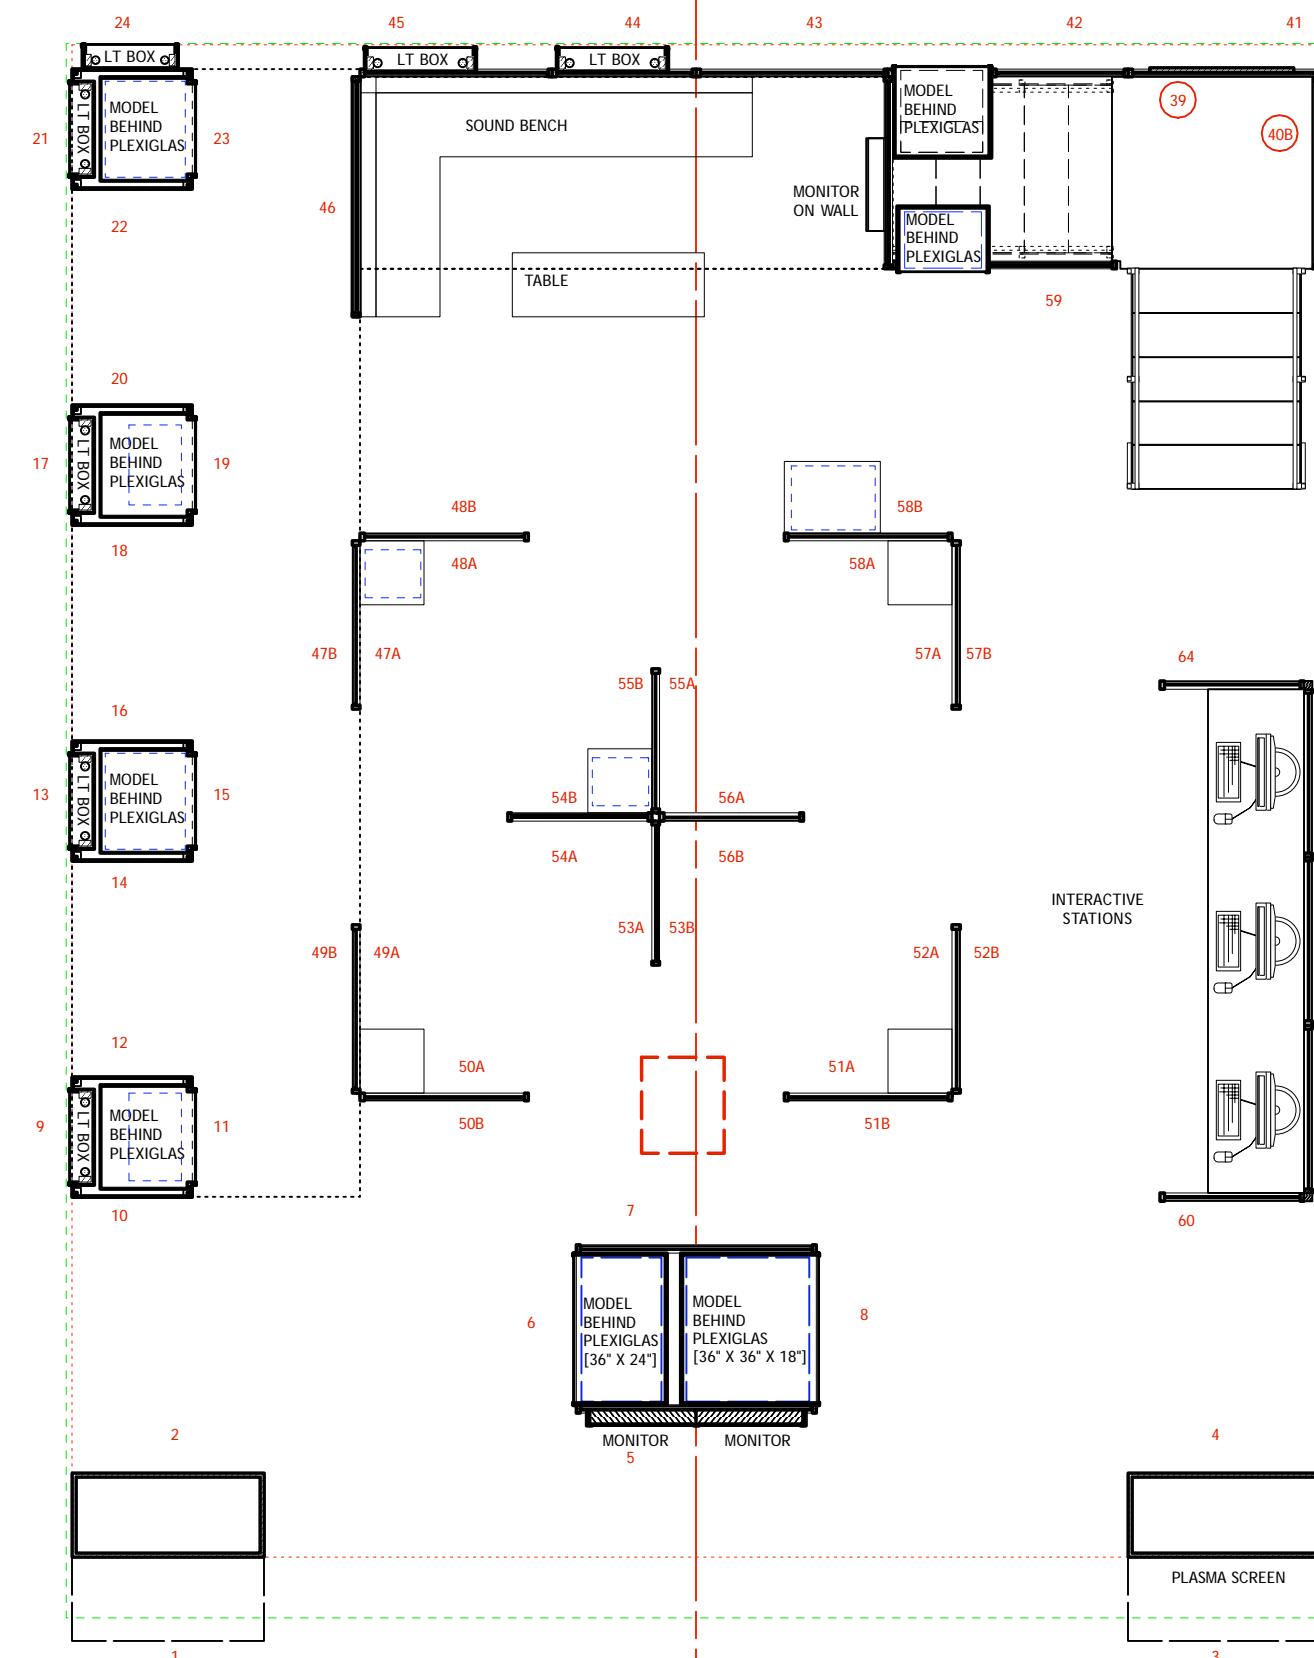 24
45
44
43
42
41
LT BOX
LT BOX
LT BOX
21
LT BOX
MODEL
BEHIND
PLEXIGLAS
23
SOUND BENCH
MODEL
BEHIND
PLEXIGLAS
39
40B
46
MONITOR
ON WALL
22
MODEL
BEHIND
PLEXIGLAS
TABLE
59
20
17
LT BOX
MODEL
BEHIND
PLEXIGLAS
19
48B
58B
18
48A
58A
47B
47A
57A
57B
64
55B
55A
16
13
LT BOX
MODEL
BEHIND
PLEXIGLAS
15
54B
56A
54A
56B
14
INTERACTIVE
STATIONS
53A
53B
49B
49A
52A
52B
12
50A
51A
9
LT BOX
MODEL
BEHIND
PLEXIGLAS
11
50B
51B
10
7
60
6
MODEL
BEHIND
PLEXIGLAS
[36" X 24"]
MODEL
BEHIND
PLEXIGLAS
[36" X 36" X 18"]
8
2
MONITOR
MONITOR
5
4
PLASMA SCREEN
1
3